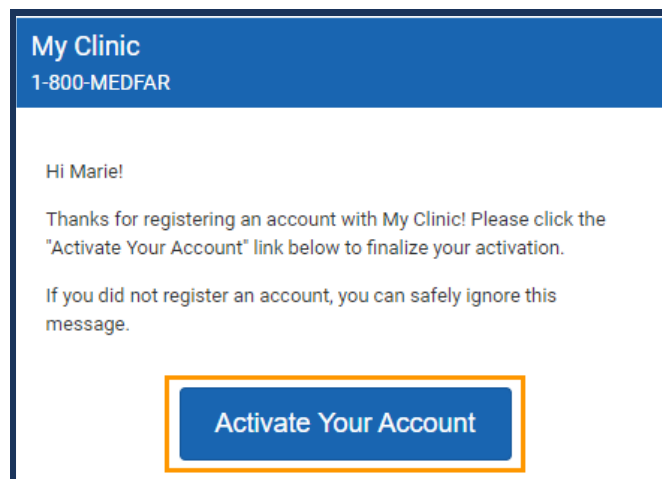 My Clinic
1-800-MEDFAR
Hi Marie!
Thanks for registering an account with My Clinic! Please click the
"Activate Your Account" link below to finalize your activation.
If you did not register an account, you can safely ignore this
message.
Activate Your Account